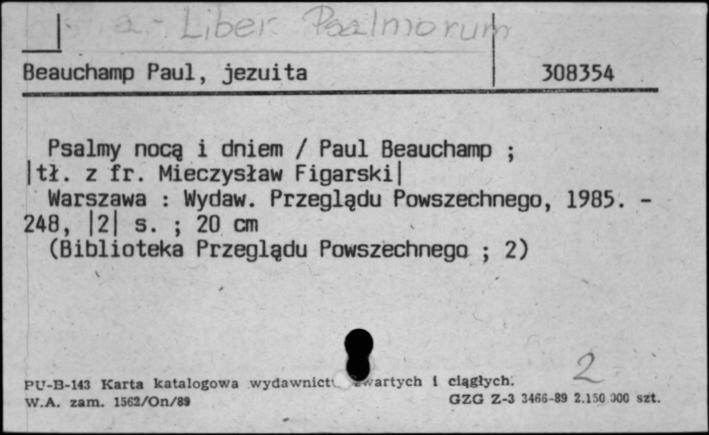 a - Liber Psalmorum
Beauchamp Paul, jezuita 308354
Psalmy nocą i dniem / Paul Beauchamp ;
|tł. z fr. Mieczysław Figarski|
Warszawa : Wydaw. Przeglądu Powszechnego, 1985. -
248, |2| s. ; 20 cm
(Biblioteka Przeglądu Powszechnego ; 2)
2
PU-B-143 Karta katalogowa wydawnict wartych i ciągłych.
W.A. zam. 1562/On/89 GZG Z-3 3466-89 2.150 000 szt.